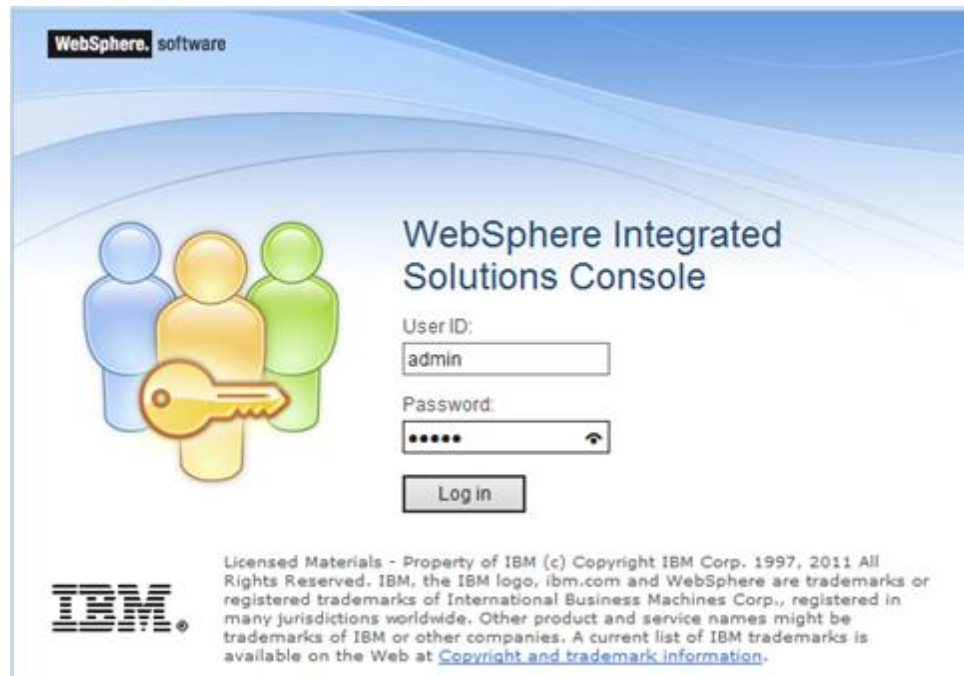 WebSphere. software
WebSphere Integrated
Solutions Console
User ID:
admin
Password:
•••••
Log in
Licensed Materials - Property of IBM (c) Copyright IBM Corp. 1997, 2011 All
Rights Reserved. IBM, the IBM logo, ibm.com and WebSphere are trademarks or
registered trademarks of International Business Machines Corp., registered in
many jurisdictions worldwide. Other product and service names might be
trademarks of IBM or other companies. A current list of IBM trademarks is
available on the Web at Copyright and trademark information.
IBM®